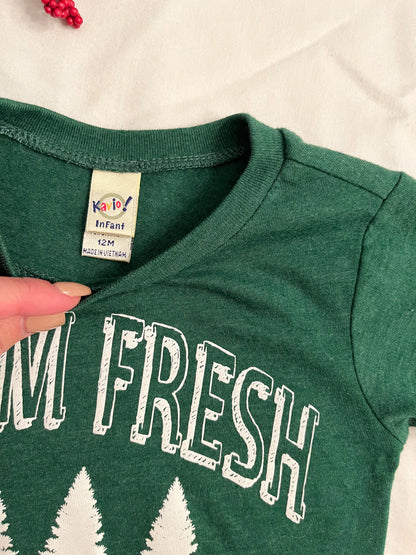 Kavio!
InFant
12M
MADE IN VIETNAM
M FRESH